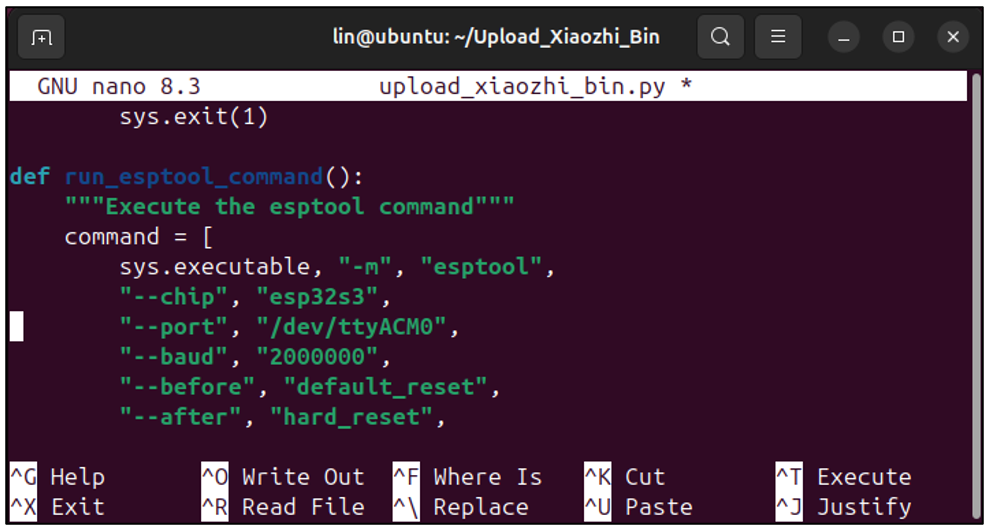 lin@ubuntu: ~/Upload_Xiaozhi_Bin
GNU nano 8.3 upload_xiaozhi_bin.py *
sys.exit(1)
def run_esptool_command():
"""Execute the esptool command"""
command = [
sys.executable, "-m", "esptool",
"--chip", "esp32s3",
"--port", "/dev/ttyACM0",
"--baud", "2000000",
"--before", "default_reset",
"--after", "hard_reset",
^G Help ^O Write Out ^F Where Is ^K Cut ^T Execute
^X Exit ^R Read File ^\ Replace ^U Paste ^J Justify